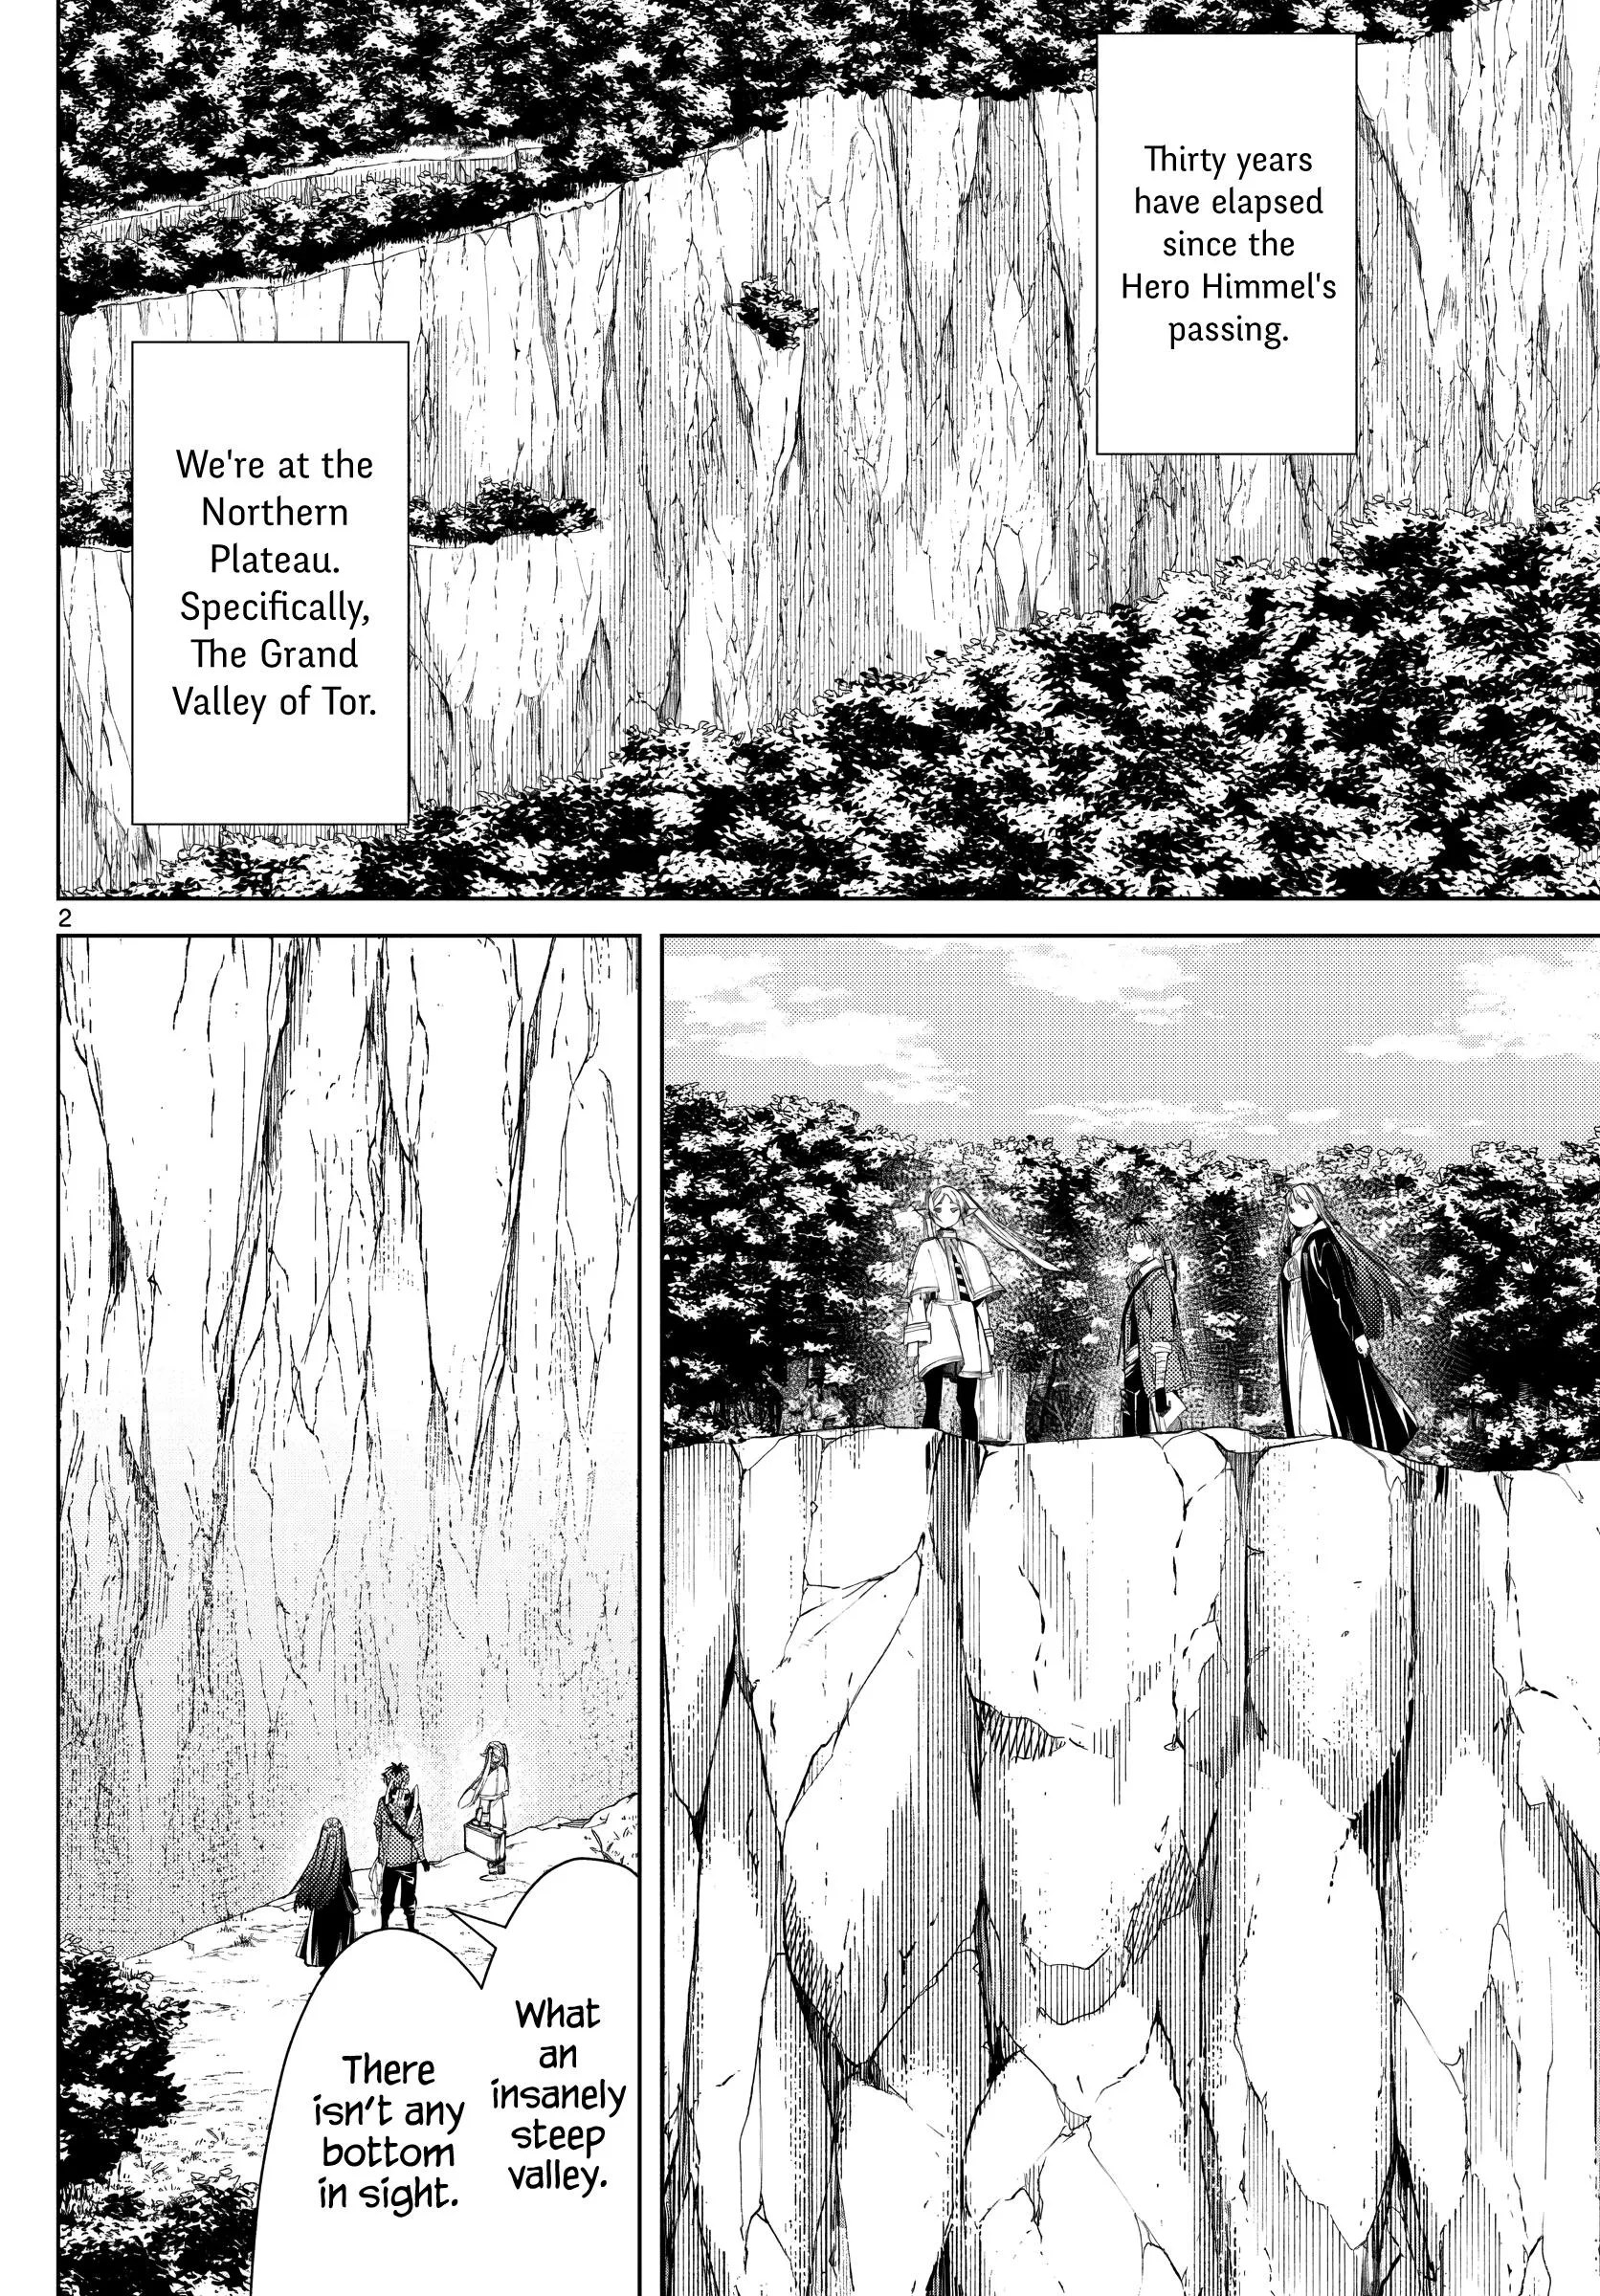 Thirty years
have elapsed
since the
Hero Himmel's
passing.
We're at the
Northern
Plateau.
Specifically,
The Grand
Valley of Tor.
2
What
an
insanely
steep
valley.
There
isn't any
bottom
in sight.